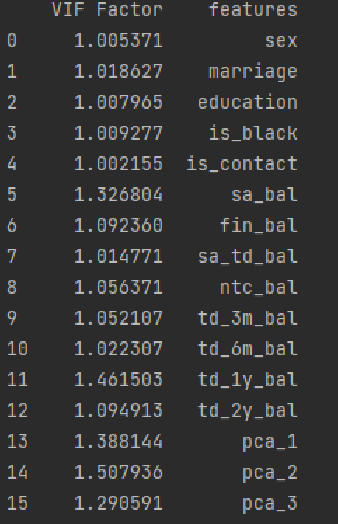 VIF Factor features
0 1.005371 sex
1 1.018627 marriage
2 1.007965 education
3 1.009277 is_black
4 1.002155 is_contact
5 1.326804 sa_bal
6 1.092360 fin_bal
7 1.014771 sa_td_bal
8 1.056371 ntc_bal
9 1.052107 td_3m_bal
10 1.022307 td_6m_bal
11 1.461503 td_1y_bal
12 1.094913 td_2y_bal
13 1.388144 pca_1
14 1.507936 pca_2
15 1.290591 pca_3